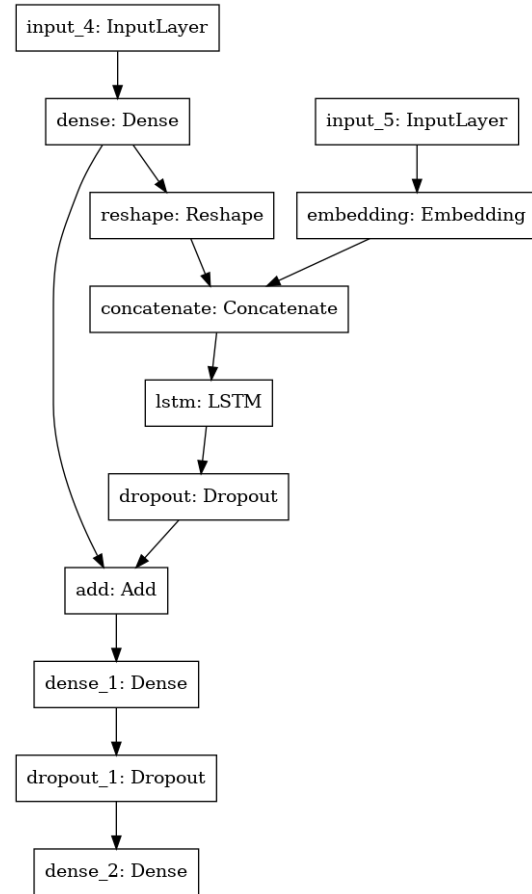 input_4: InputLayer
dense: Dense
input_5: InputLayer
reshape: Reshape
embedding: Embedding
concatenate: Concatenate
lstm: LSTM
dropout: Dropout
add: Add
dense_1: Dense
dropout_1: Dropout
dense_2: Dense